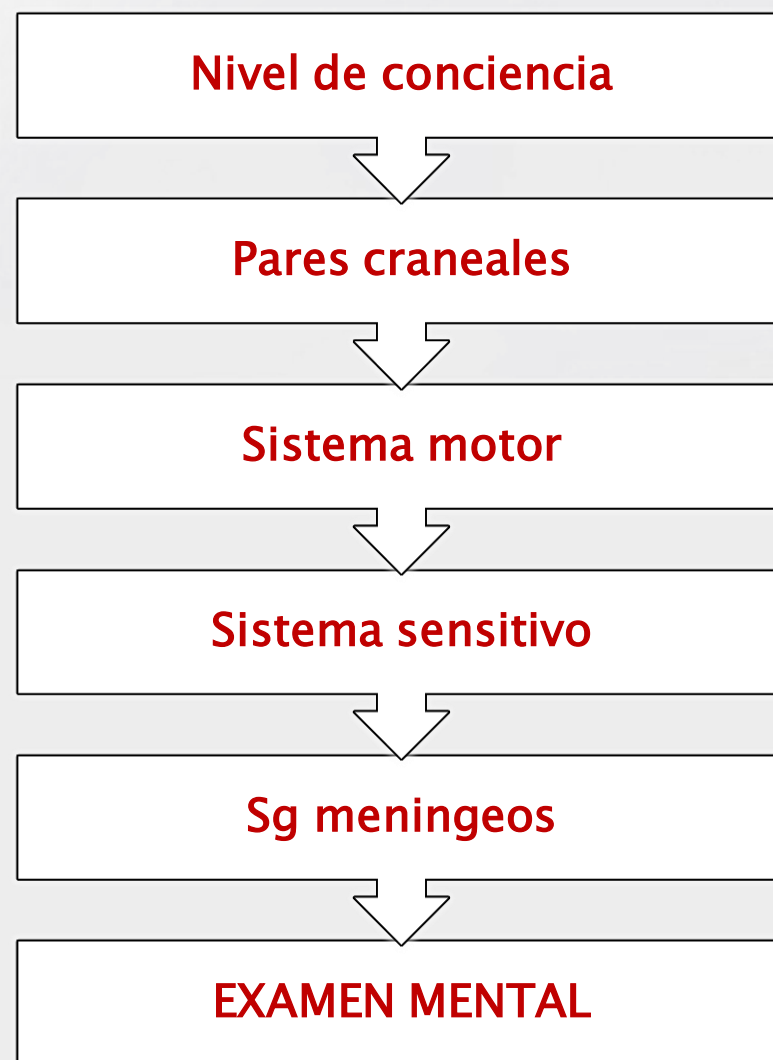 Nivel de conciencia
Pares craneales
Sistema motor
Sistema sensitivo
Sg meningeos
EXAMEN MENTAL